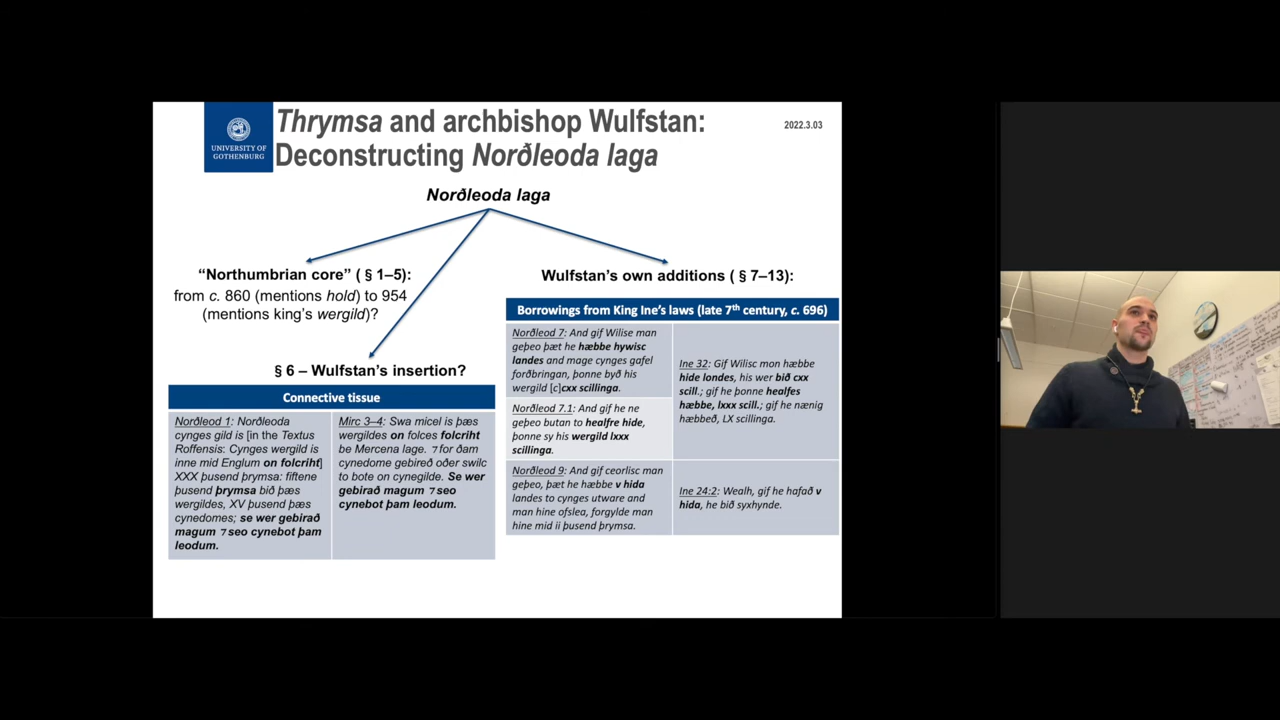 UNIVERSITY OF
GOTHENBURG
Thrymsa and archbishop Wulfstan:
Deconstructing Norðleoda laga
2022.3.03
Norðleoda laga
“Northumbrian core” ( § 1–5):
from c. 860 (mentions hold) to 954
(mentions king’s wergild)?
§ 6 – Wulfstan’s insertion?
Connective tissue
Norðleod 1: Norðleoda
cynges gild is [in the Textus
Roffensis: Cynges wergild is
inne mid Englum on folcriht]
XXX þusend þrymsa: fiftene
þusend þrymsa bið þæs
wergildes, XV þusend þæs
cynedomes; se wer gebirað
magum ⁊ seo cynebot þam
leodum.
Mirc 3–4: Swa micel is þæs
wergildes on folces folcriht
be Mercena lage. ⁊ for ðam
cynedome gebireð oðer swilc
to bote on cynegilde. Se wer
gebirað magum ⁊ seo
cynebot þam leodum.
Wulfstan’s own additions ( § 7–13):
Borrowings from King Ine’s laws (late 7th century, c. 696)
Norðleod 7: And gif Wilise man
geþeo þæt he hæbbe hywisc
landes and mage cynges gafel
forðbringan, þonne byð his
wergild [c]cxx scillinga.
Norðleod 7.1: And gif he ne
geþeo butan to healfre hide,
þonne sy his wergild lxxx
scillinga.
Ine 32: Gif Wilisc mon hæbbe
hide londes, his wer bið cxx
scill.; gif he þonne healfes
hæbbe, lxxx scill.; gif he nænig
hæbbeð, LX scillinga.
Norðleod 9: And gif ceorlisc man
geþeo, þæt he hæbbe v hida
landes to cynges utware and
man hine ofslea, forgylde man
hine mid ii þusend þrymsa.
Ine 24:2: Wealh, gif he hafað v
hida, he bið syxhynde.